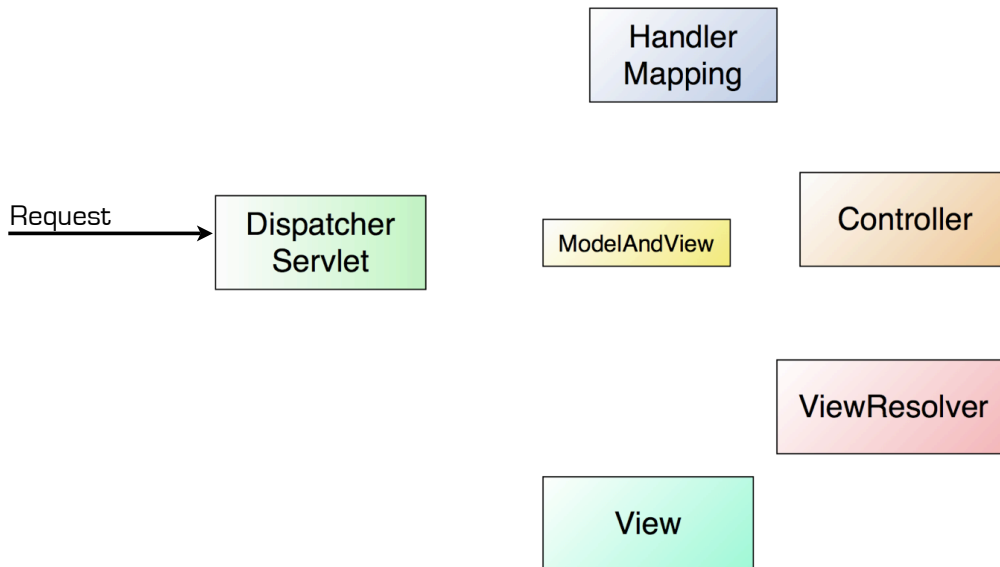 Handler
Mapping
Request
Dispatcher
Servlet
ModelAndView
Controller
ViewResolver
View